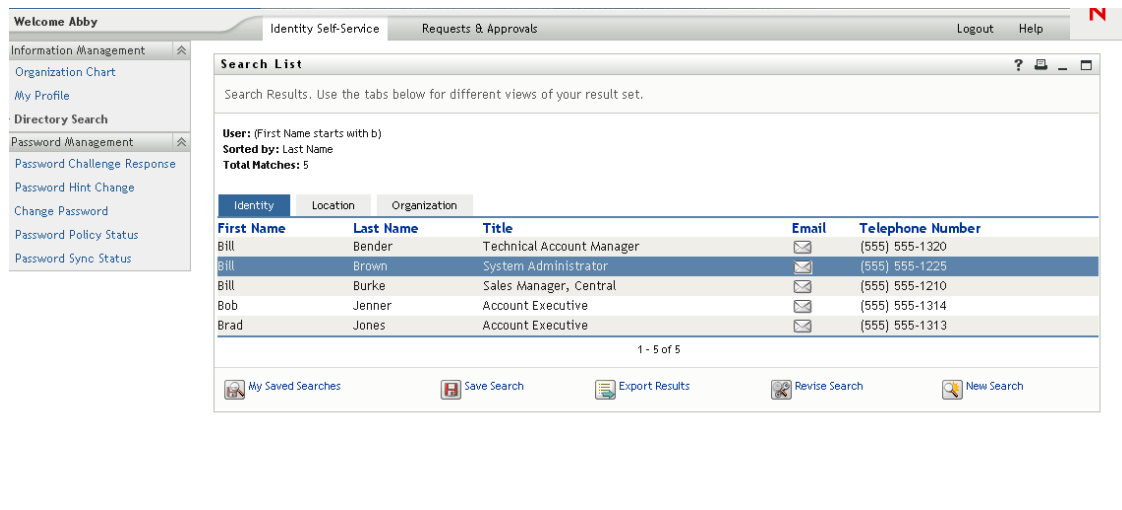 Welcome Abby
Identity Self-Service Requests & Approvals Logout Help N
Information Management
Organization Chart
My Profile
Directory Search
Password Management
Password Challenge Response
Password Hint Change
Change Password
Password Policy Status
Password Sync Status
Search List ?
Search Results. Use the tabs below for different views of your result set.
User: (First Name starts with b)
Sorted by: Last Name
Total Matches: 5
Identity Location Organization
First Name Last Name Title Email Telephone Number
Bill Bender Technical Account Manager (555) 555-1320
Bill Brown System Administrator (555) 555-1225
Bill Burke Sales Manager, Central (555) 555-1210
Bob Jenner Account Executive (555) 555-1314
Brad Jones Account Executive (555) 555-1313
1 - 5 of 5
My Saved Searches Save Search Export Results Revise Search New Search